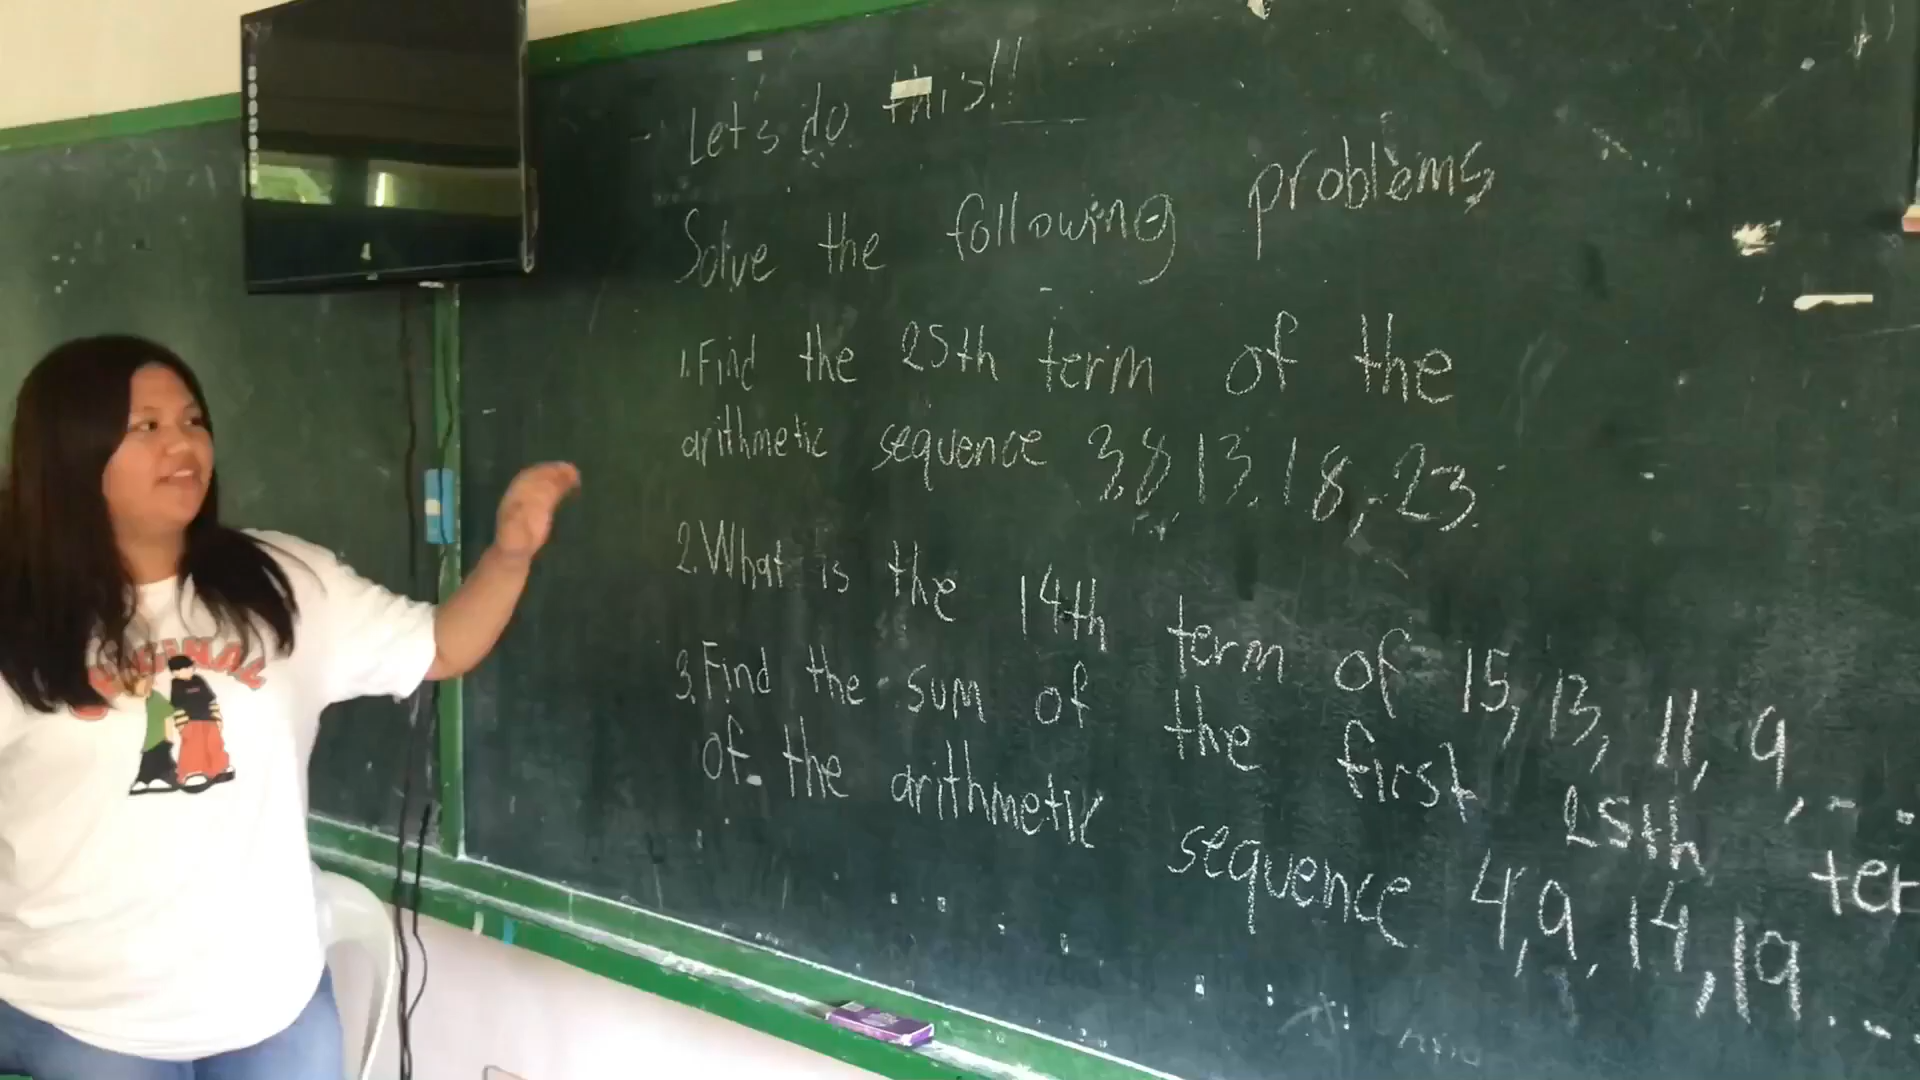 Let's do this!!
Solve the following problems
1. Find the 25th term of the
arithmetic sequence 3,8,13,18,23.
2. What is the 14th term of 15, 13, 11, 9, ...
3. Find the sum of the first 25th ter
of the arithmetic sequence 4,9,14,19...
ORIGINAL